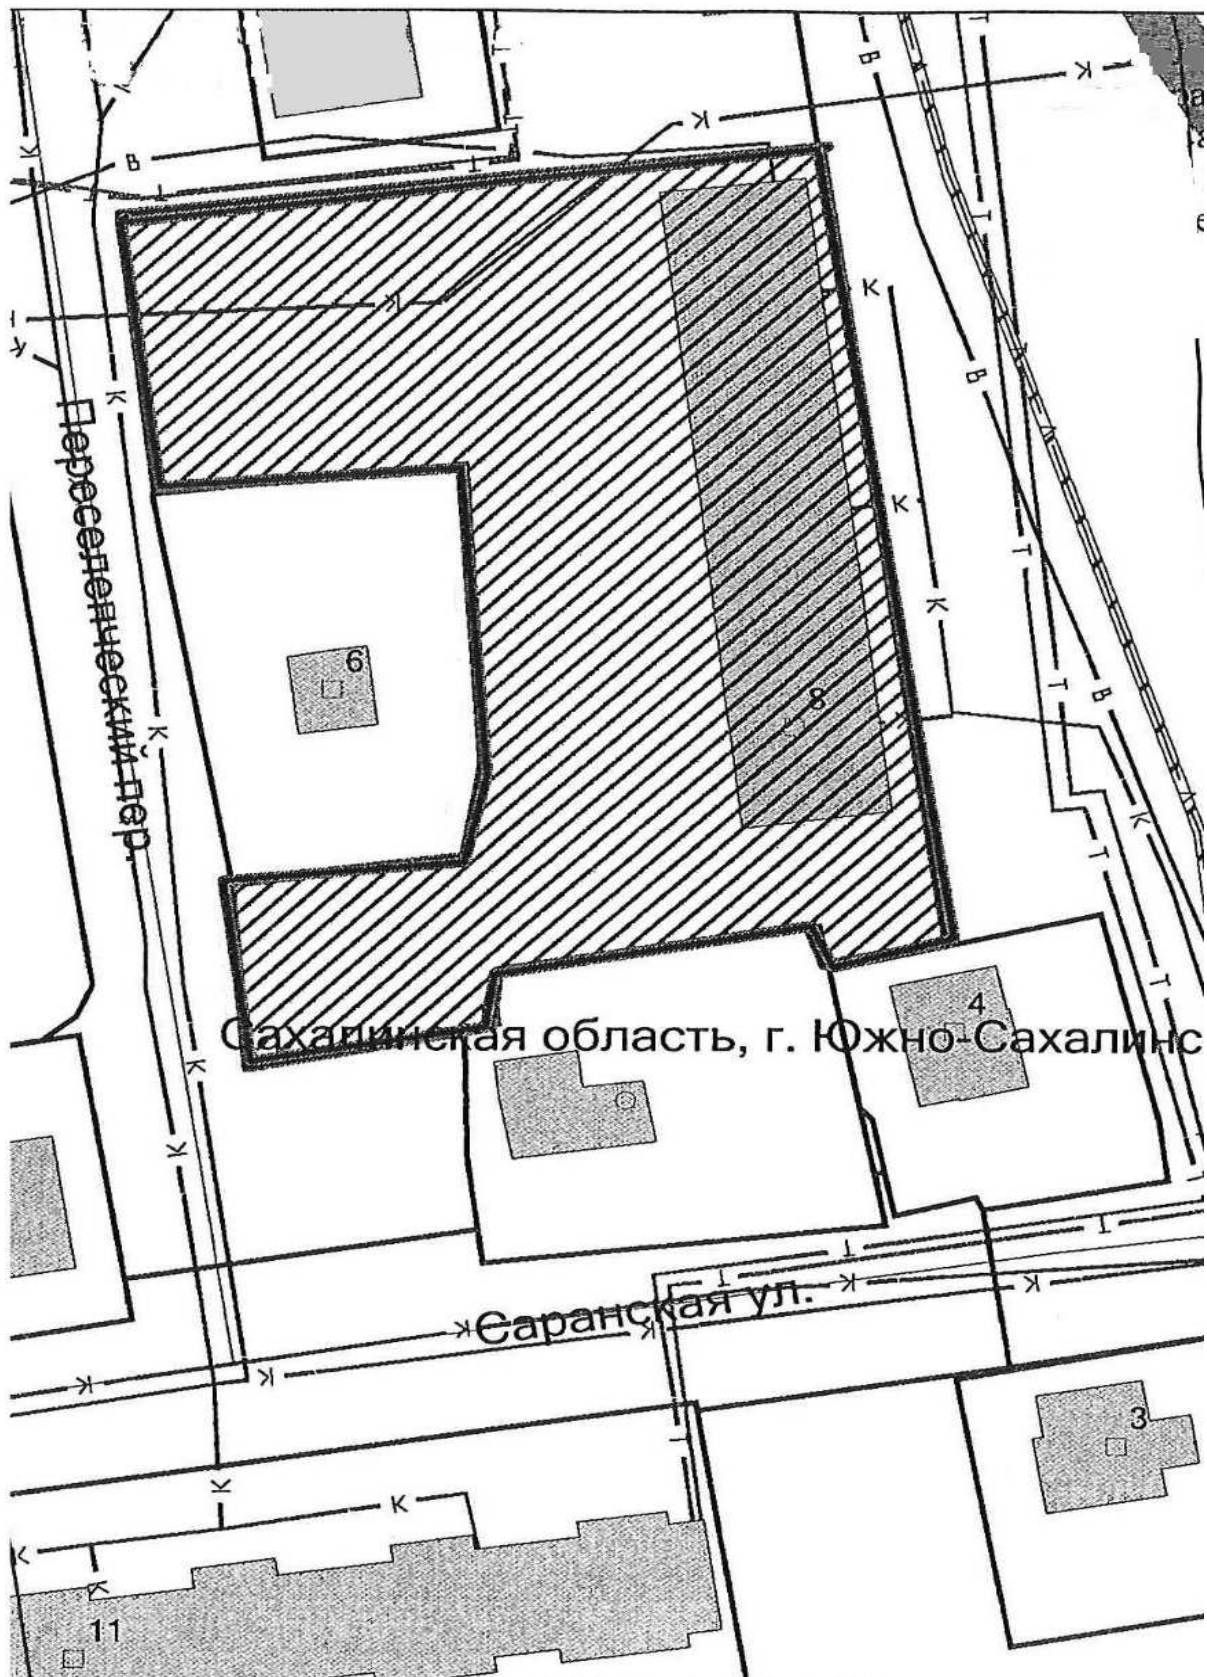 К
В
К
К
В
Т
Т
Т
К
К
К
К
В
Т
К
Т
К
Переселенческий пер.
6
8
К
К
Т
В
К
Т
Т
4
Сахалинская область, г. Южно-Сахалинс
К
К
Т
Т
Т
К
К
Саранская ул.
К
К
К
К
3
Т
К
К
К
К
11